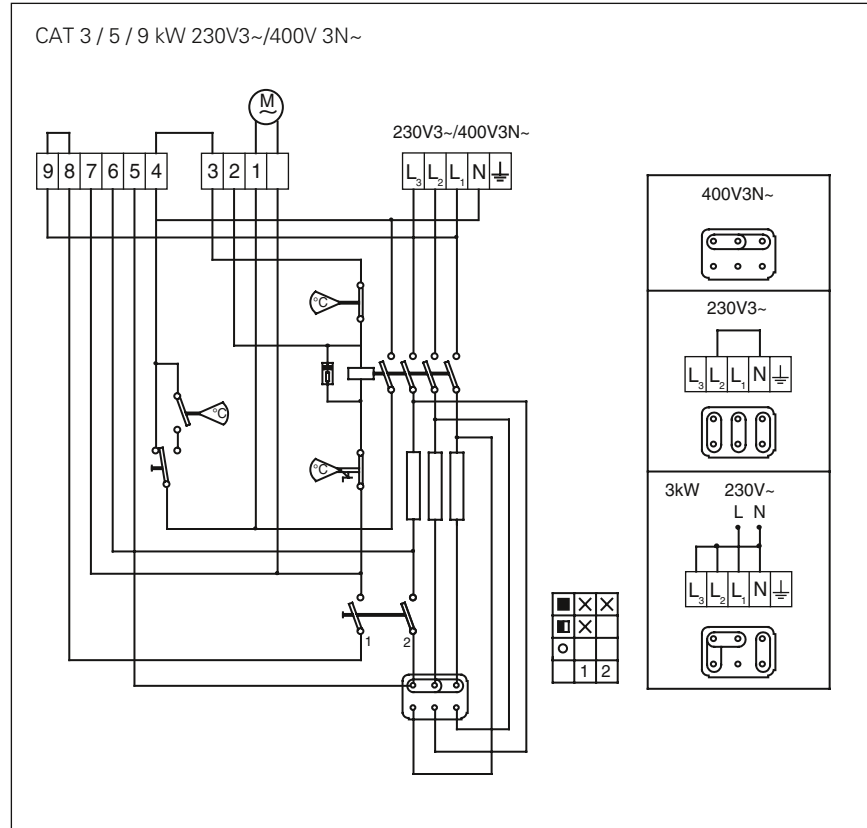 CAT 3 / 5 / 9 kW 230V3~/400V 3N~
M
~
230V3~/400V3N~
9 8 7 6 5 4 3 2 1
L3 L2 L1 N
°C
°C
°C
1 2
1 2
400V3N~
230V3~
L3 L2 L1 N
3kW 230V~
L N
L3 L2 L1 N